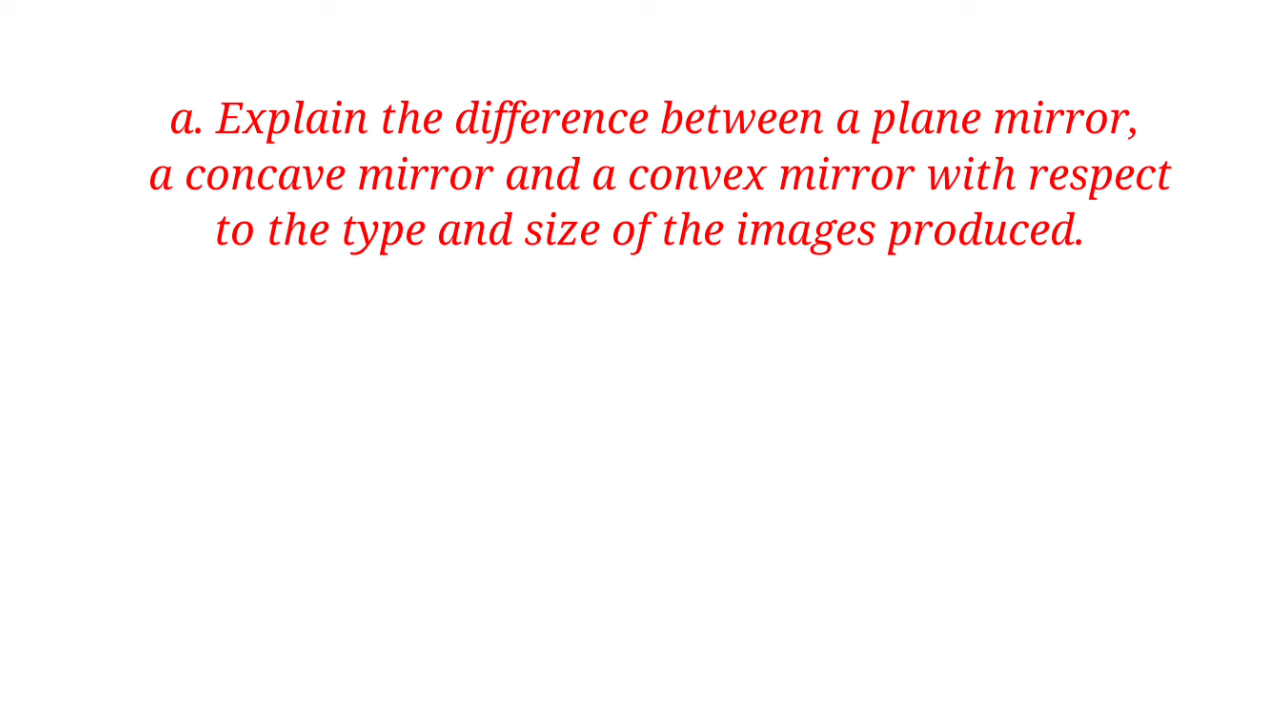 a. Explain the difference between a plane mirror,
a concave mirror and a convex mirror with respect
to the type and size of the images produced.